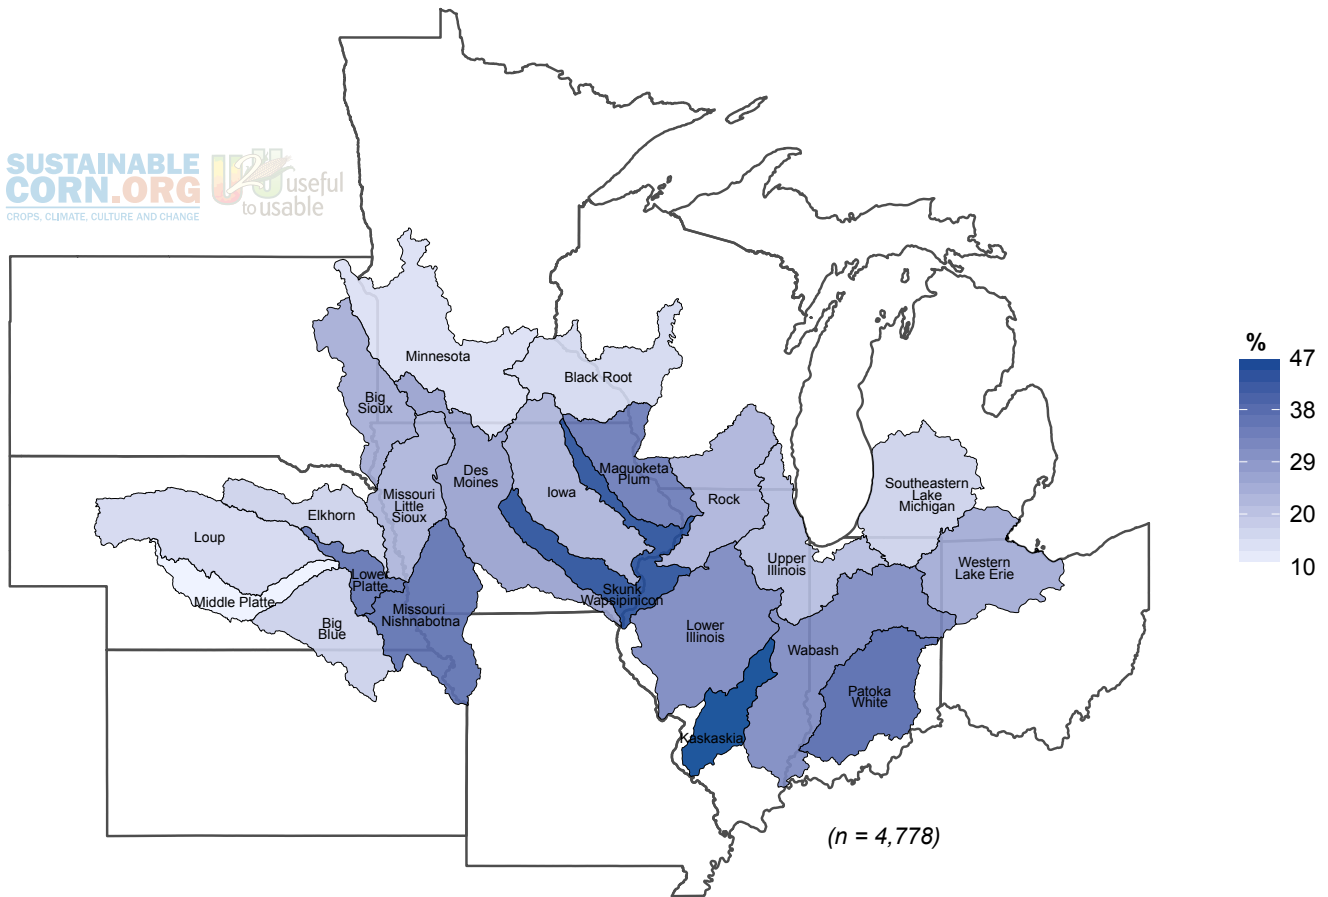 SUSTAINABLE
CORN.ORG
CROPS, CLIMATE, CULTURE AND CHANGE
U2U useful
to usable
Minnesota
Black Root
Big
Sioux
Maquoketa
Plum
Des
Moines
Iowa
Rock
Southeastern
Lake
Michigan
Missouri
Little
Sioux
Elkhorn
Loup
Upper
Illinois
Western
Lake Erie
Lower
Platte
Middle Platte
Skunk
Wapsipinicon
Missouri
Nishnabotna
Big
Blue
Lower
Illinois
Wabash
Patoka
White
Kaskaskia
(n = 4,778)
%
47
38
29
20
10